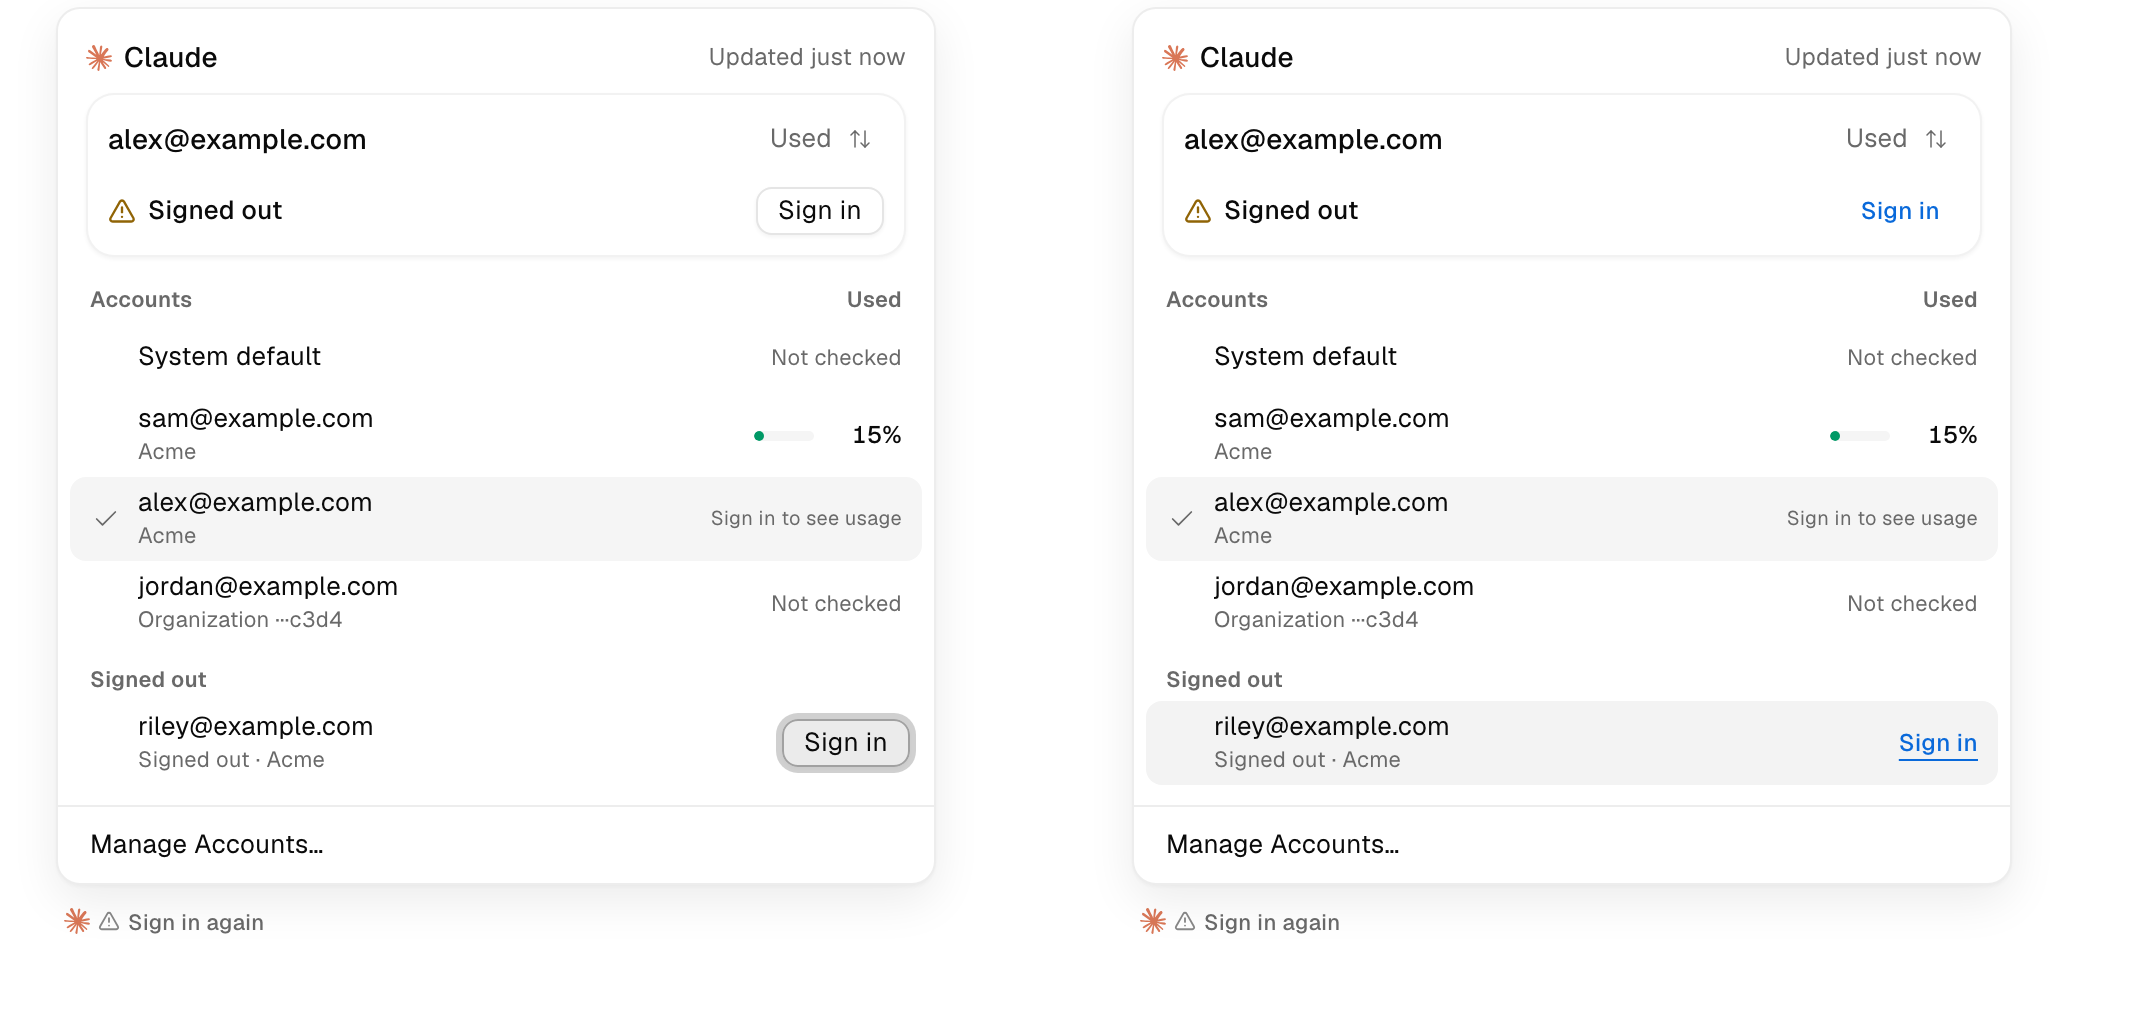 Claude
Updated just now
alex@example.com
Used
Signed out
Sign in
Accounts
Used
System default
Not checked
sam@example.com
Acme
15%
alex@example.com
Acme
Sign in to see usage
jordan@example.com
Organization ···c3d4
Not checked
Signed out
riley@example.com
Signed out · Acme
Sign in
Manage Accounts...
Sign in again
Claude
Updated just now
alex@example.com
Used
Signed out
Sign in
Accounts
Used
System default
Not checked
sam@example.com
Acme
15%
alex@example.com
Acme
Sign in to see usage
jordan@example.com
Organization ···c3d4
Not checked
Signed out
riley@example.com
Signed out · Acme
Sign in
Manage Accounts...
Sign in again